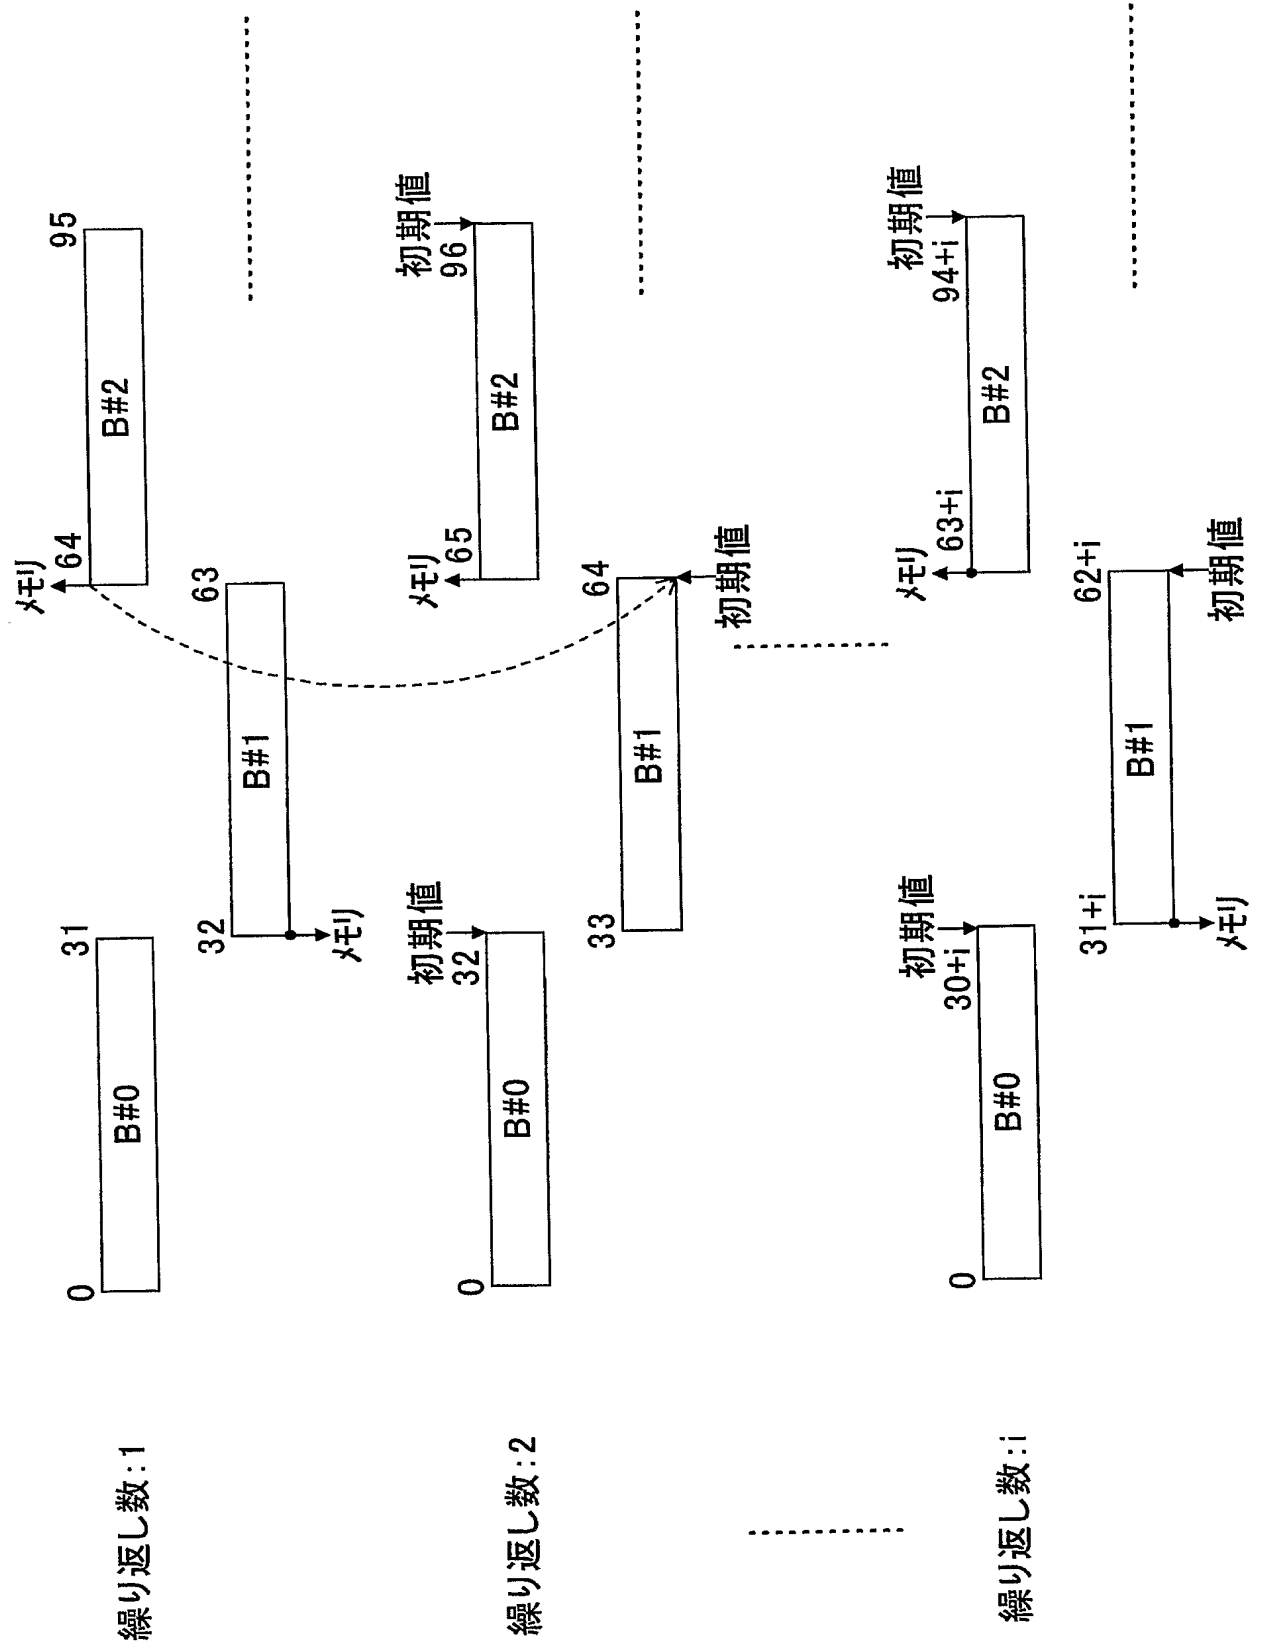 繰り返し数:1
0
31
B#0
32
63
B#1
メモリ
メモリ
64
95
B#2
繰り返し数:2
0
初期値
32
B#0
33
64
B#1
初期値
メモリ
65
初期値
96
B#2
繰り返し数:i
0
初期値
30+i
B#0
31+i
62+i
B#1
メモリ
初期値
メモリ
63+i
初期値
94+i
B#2